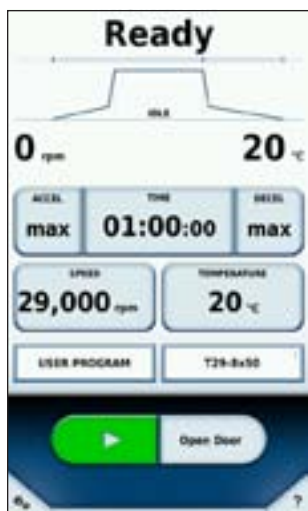 Ready
IDLE
0 rpm 20 °C
ACCEL TIME DECEL
max 01:00:00 max
SPEED TEMPERATURE
29,000 rpm 20 °C
USER PROGRAM T29-8x50
Open Door
?